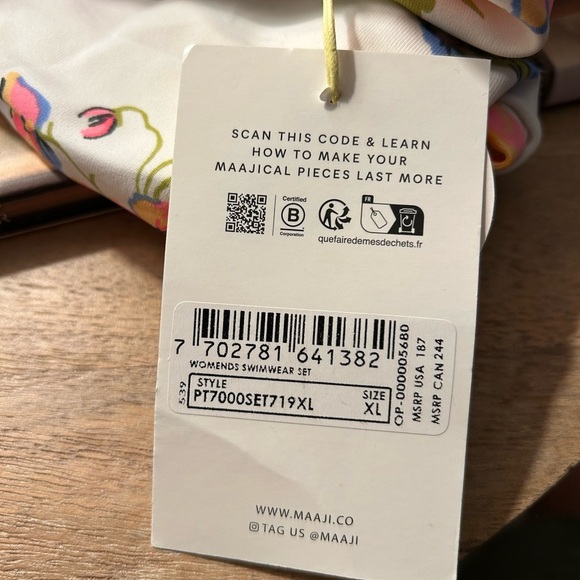 SCAN THIS CODE & LEARN
HOW TO MAKE YOUR
MAAJICAL PIECES LAST MORE
Certified
B
Corporation
FR
quefairedemesdechets.fr
7 702781 641382
WOMENDS SWIMWEAR SET
539
STYLE
PT7000SET719XL
SIZE
XL
OP-000005680
MSRP USA 187
MSRP CAN 244
WWW.MAAJI.CO
TAG US @MAAJI